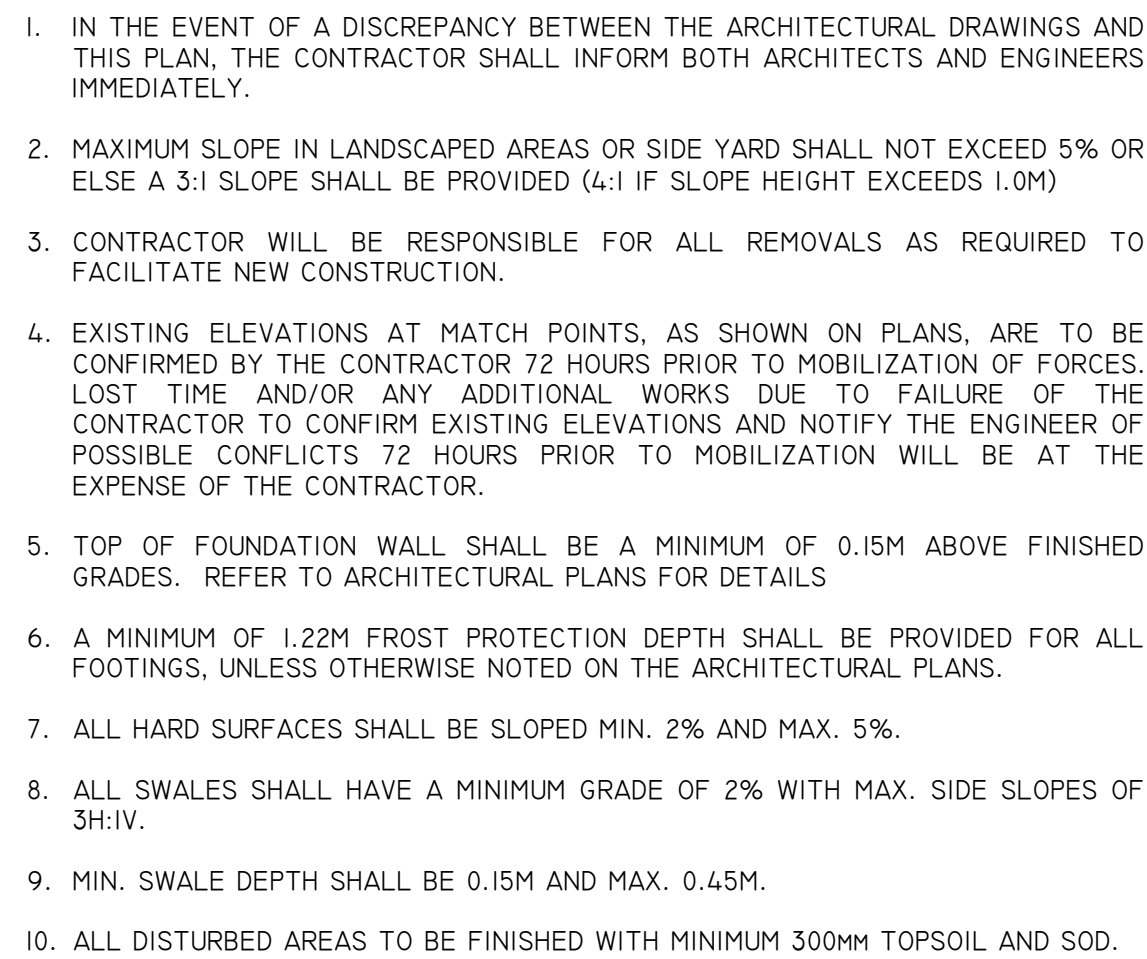 1. IN THE EVENT OF A DISCREPANCY BETWEEN THE ARCHITECTURAL DRAWINGS AND
THIS PLAN, THE CONTRACTOR SHALL INFORM BOTH ARCHITECTS AND ENGINEERS
IMMEDIATELY.
2. MAXIMUM SLOPE IN LANDSCAPED AREAS OR SIDE YARD SHALL NOT EXCEED 5% OR
ELSE A 3:1 SLOPE SHALL BE PROVIDED (4:1 IF SLOPE HEIGHT EXCEEDS 1.0M)
3. CONTRACTOR WILL BE RESPONSIBLE FOR ALL REMOVALS AS REQUIRED TO
FACILITATE NEW CONSTRUCTION.
4. EXISTING ELEVATIONS AT MATCH POINTS, AS SHOWN ON PLANS, ARE TO BE
CONFIRMED BY THE CONTRACTOR 72 HOURS PRIOR TO MOBILIZATION OF FORCES.
LOST TIME AND/OR ANY ADDITIONAL WORKS DUE TO FAILURE OF THE
CONTRACTOR TO CONFIRM EXISTING ELEVATIONS AND NOTIFY THE ENGINEER OF
POSSIBLE CONFLICTS 72 HOURS PRIOR TO MOBILIZATION WILL BE AT THE
EXPENSE OF THE CONTRACTOR.
5. TOP OF FOUNDATION WALL SHALL BE A MINIMUM OF 0.15M ABOVE FINISHED
GRADES. REFER TO ARCHITECTURAL PLANS FOR DETAILS
6. A MINIMUM OF 1.22M FROST PROTECTION DEPTH SHALL BE PROVIDED FOR ALL
FOOTINGS, UNLESS OTHERWISE NOTED ON THE ARCHITECTURAL PLANS.
7. ALL HARD SURFACES SHALL BE SLOPED MIN. 2% AND MAX. 5%.
8. ALL SWALES SHALL HAVE A MINIMUM GRADE OF 2% WITH MAX. SIDE SLOPES OF
3H:1V.
9. MIN. SWALE DEPTH SHALL BE 0.15M AND MAX. 0.45M.
10. ALL DISTURBED AREAS TO BE FINISHED WITH MINIMUM 300MM TOPSOIL AND SOD.